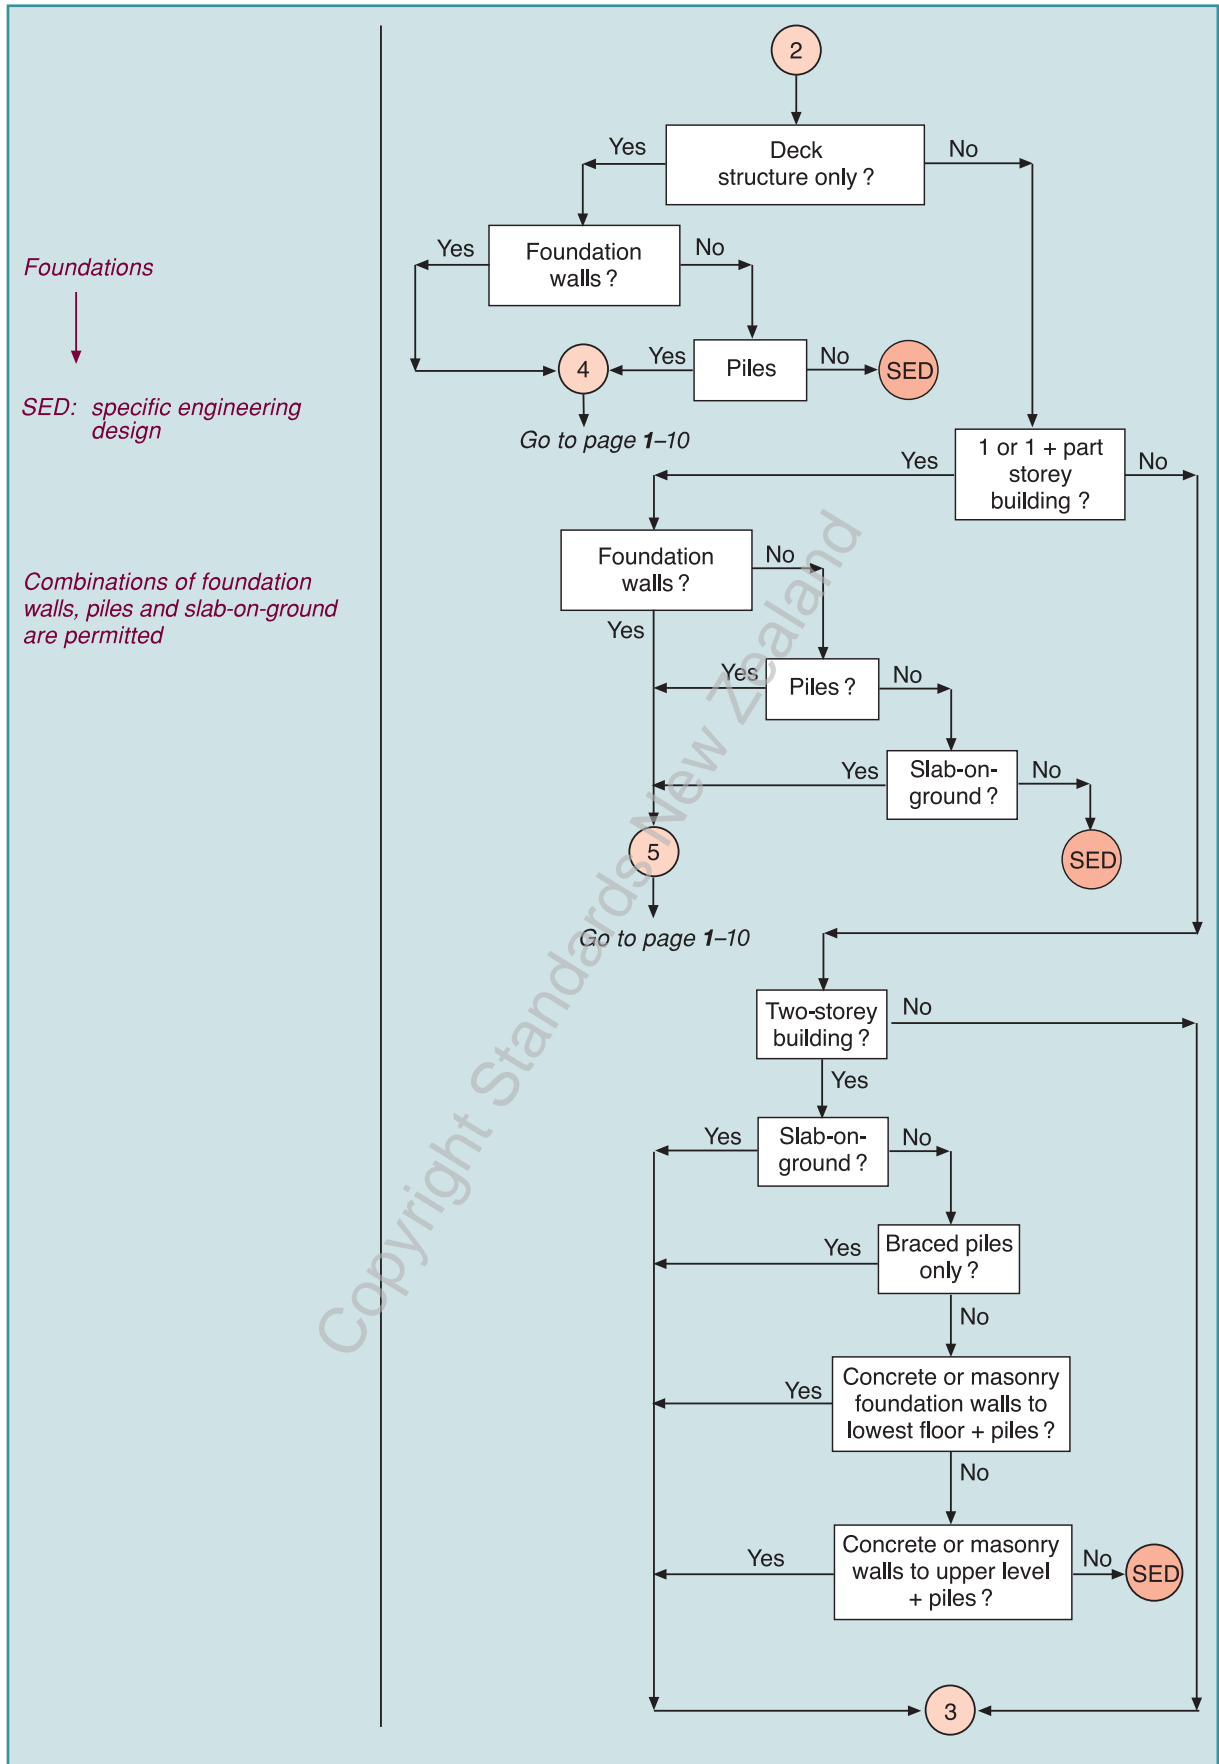 2
Deck
structure only ?
Yes
No
Foundation
walls ?
Yes
No
Foundations
4
Yes
Piles
No
SED
SED: specific engineering
design
Go to page 1–10
1 or 1 + part
storey
building ?
Yes
No
Foundation
walls ?
No
Yes
Combinations of foundation
walls, piles and slab-on-ground
are permitted
Yes
Piles ?
No
Yes
Slab-on-
ground ?
No
5
SED
Go to page 1–10
Two-storey
building ?
No
Yes
Yes
Slab-on-
ground ?
No
Yes
Braced piles
only ?
No
Yes
Concrete or masonry
foundation walls to
lowest floor + piles ?
No
Yes
Concrete or masonry
walls to upper level
+ piles ?
No
SED
3
Copyright Standards New Zealand